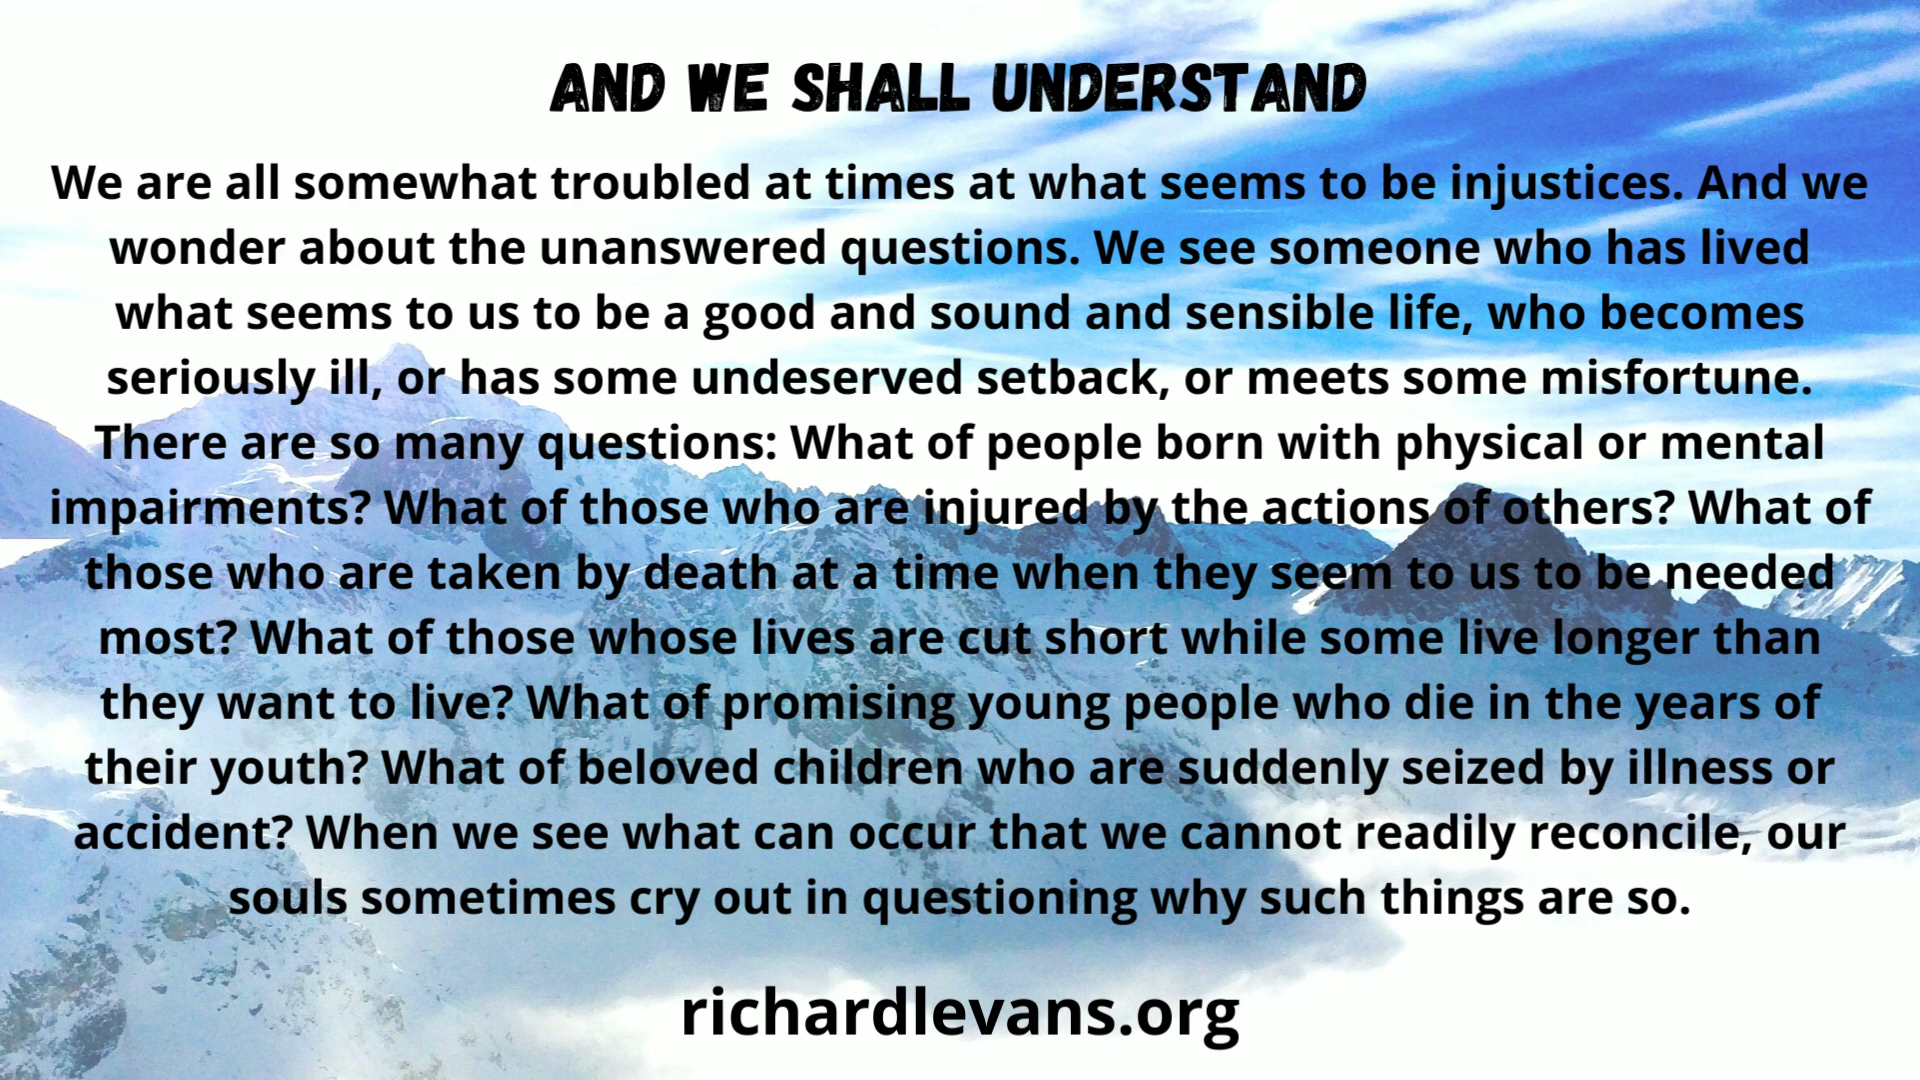 AND WE SHALL UNDERSTAND
We are all somewhat troubled at times at what seems to be injustices. And we
wonder about the unanswered questions. We see someone who has lived
what seems to us to be a good and sound and sensible life, who becomes
seriously ill, or has some undeserved setback, or meets some misfortune.
There are so many questions: What of people born with physical or mental
impairments? What of those who are injured by the actions of others? What of
those who are taken by death at a time when they seem to us to be needed
most? What of those whose lives are cut short while some live longer than
they want to live? What of promising young people who die in the years of
their youth? What of beloved children who are suddenly seized by illness or
accident? When we see what can occur that we cannot readily reconcile, our
souls sometimes cry out in questioning why such things are so.
richardlevans.org